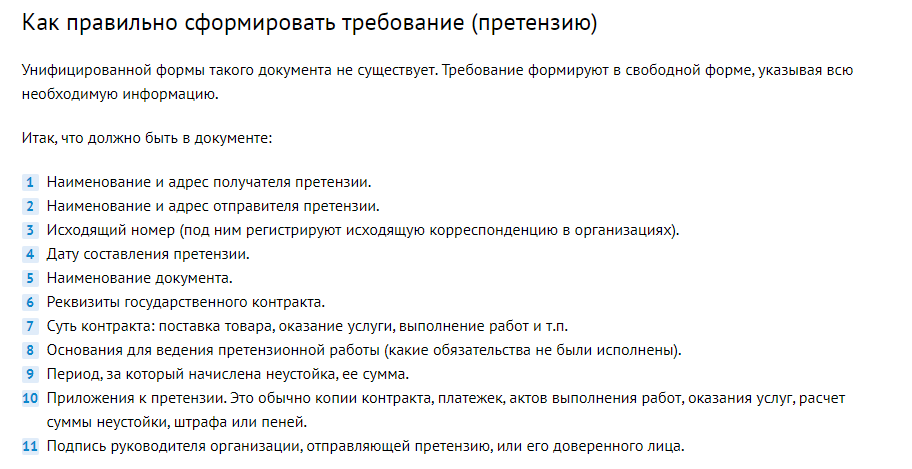 Как правильно сформировать требование (претензию)
Унифицированной формы такого документа не существует. Требование формируют в свободной форме, указывая всю
необходимую информацию.
Итак, что должно быть в документе:
1 Наименование и адрес получателя претензии.
2 Наименование и адрес отправителя претензии.
3 Исходящий номер (под ним регистрируют исходящую корреспонденцию в организациях).
4 Дату составления претензии.
5 Наименование документа.
6 Реквизиты государственного контракта.
7 Суть контракта: поставка товара, оказание услуги, выполнение работ и т.п.
8 Основания для ведения претензионной работы (какие обязательства не были исполнены).
9 Период, за который начислена неустойка, ее сумма.
10 Приложения к претензии. Это обычно копии контракта, платежек, актов выполнения работ, оказания услуг, расчет
суммы неустойки, штрафа или пеней.
11 Подпись руководителя организации, отправляющей претензию, или его доверенного лица.